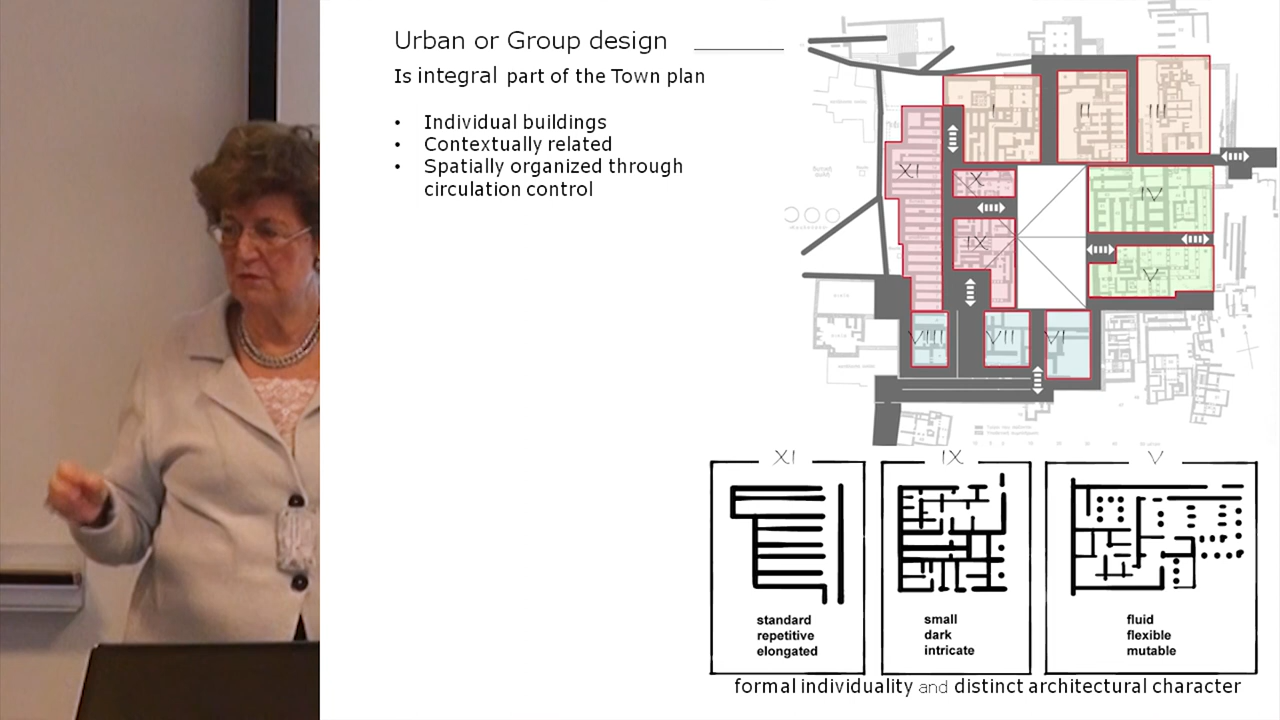 Urban or Group design
Is integral part of the Town plan
• Individual buildings
• Contextually related
• Spatially organized through
circulation control
I
II
III
XI
X
IV
IX
V
VIII
VII
VI
XI
IX
V
standard
repetitive
elongated
small
dark
intricate
fluid
flexible
mutable
formal individuality and distinct architectural character